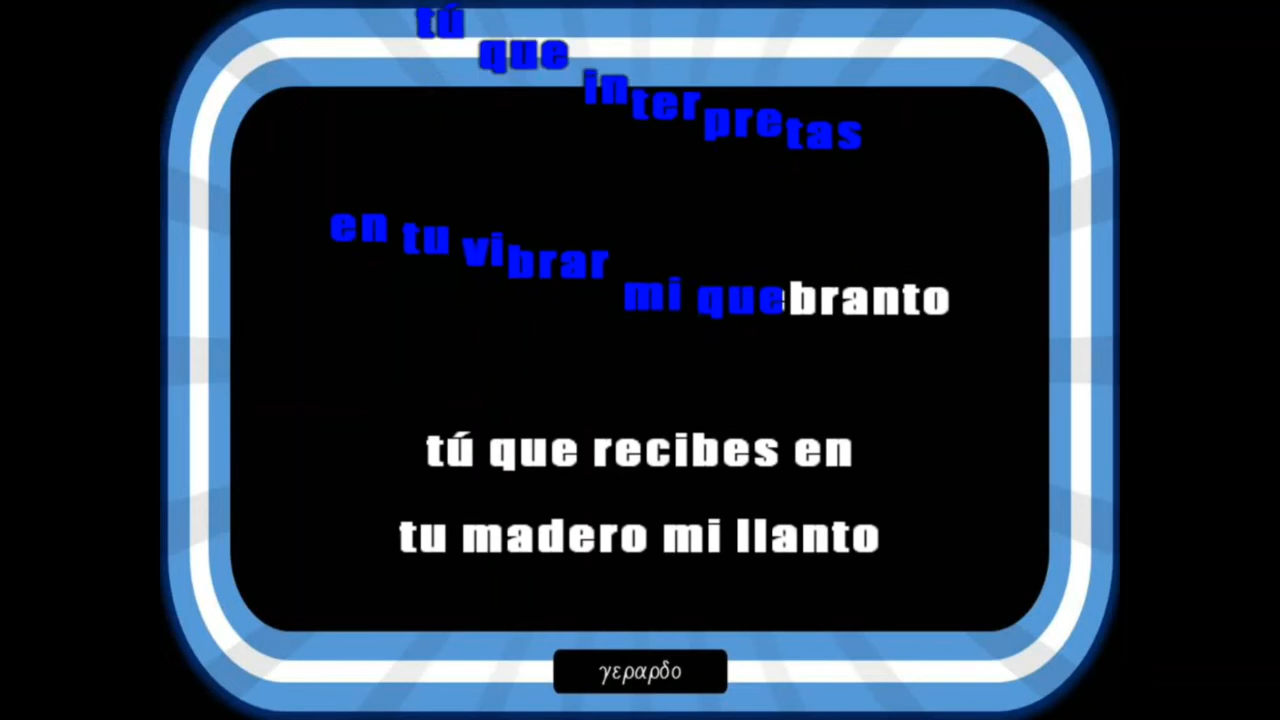 tú que interpretas
en tu vibrar mi quebranto
tú que recibes en
tu madero mi llanto
γεραρδο